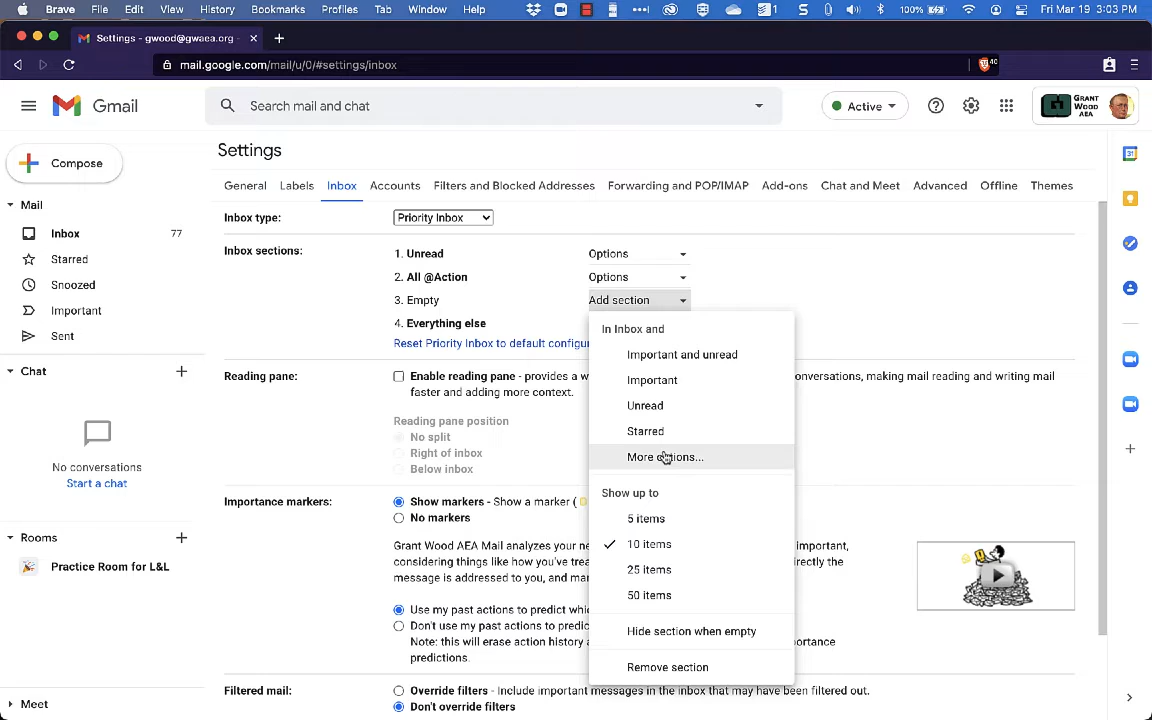 Brave File Edit View History Bookmarks Profiles Tab Window Help 1 100% Fri Mar 19 3:03 PM
Settings - gwood@gwaea.org -
mail.google.com/mail/u/0/#settings/inbox 40
Gmail Search mail and chat Active GRANT WOOD AEA
Settings
Compose
General Labels Inbox Accounts Filters and Blocked Addresses Forwarding and POP/IMAP Add-ons Chat and Meet Advanced Offline Themes
Mail
Inbox 77
Starred
Snoozed
Important
Sent
Chat
No conversations
Start a chat
Rooms
Practice Room for L&L
Meet
Inbox type: Priority Inbox
Inbox sections: 1. Unread Options
2. All @Action Options
3. Empty Add section
4. Everything else
Reset Priority Inbox to default configu
In Inbox and
Important and unread
Important
Unread
Starred
More options...
Show up to
5 items
10 items
25 items
50 items
Hide section when empty
Remove section
Reading pane: Enable reading pane - provides a w onversations, making mail reading and writing mail
faster and adding more context.
Reading pane position
No split
Right of inbox
Below inbox
Importance markers: Show markers - Show a marker (
No markers
Grant Wood AEA Mail analyzes your ne important,
considering things like how you've trea directly the
message is addressed to you, and mar
Use my past actions to predict whic
Don't use my past actions to predic
Note: this will erase action history a portance
predictions.
Filtered mail: Override filters - Include important messages in the inbox that may have been filtered out.
Don't override filters
31